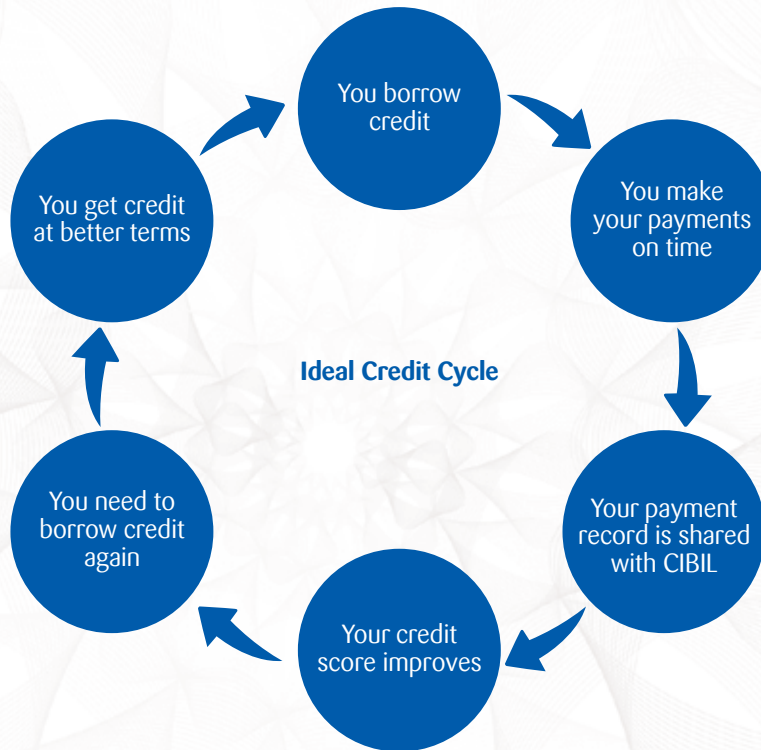 You borrow
credit
You make
your payments
on time
Your payment
record is shared
with CIBIL
Your credit
score improves
You need to
borrow credit
again
You get credit
at better terms
Ideal Credit Cycle